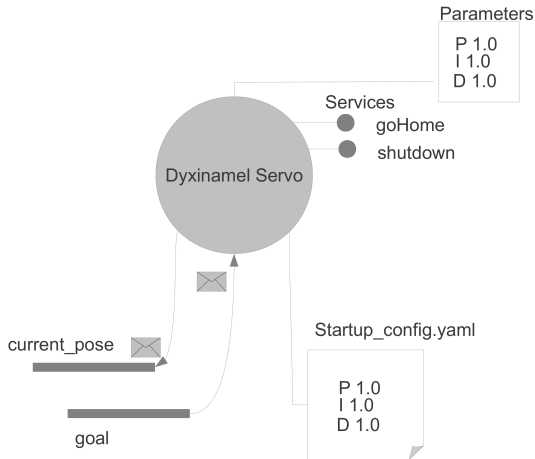 Parameters
P 1.0
I 1.0
D 1.0
Services
goHome
shutdown
Dyxinamel Servo
current_pose
goal
Startup_config.yaml
P 1.0
I 1.0
D 1.0